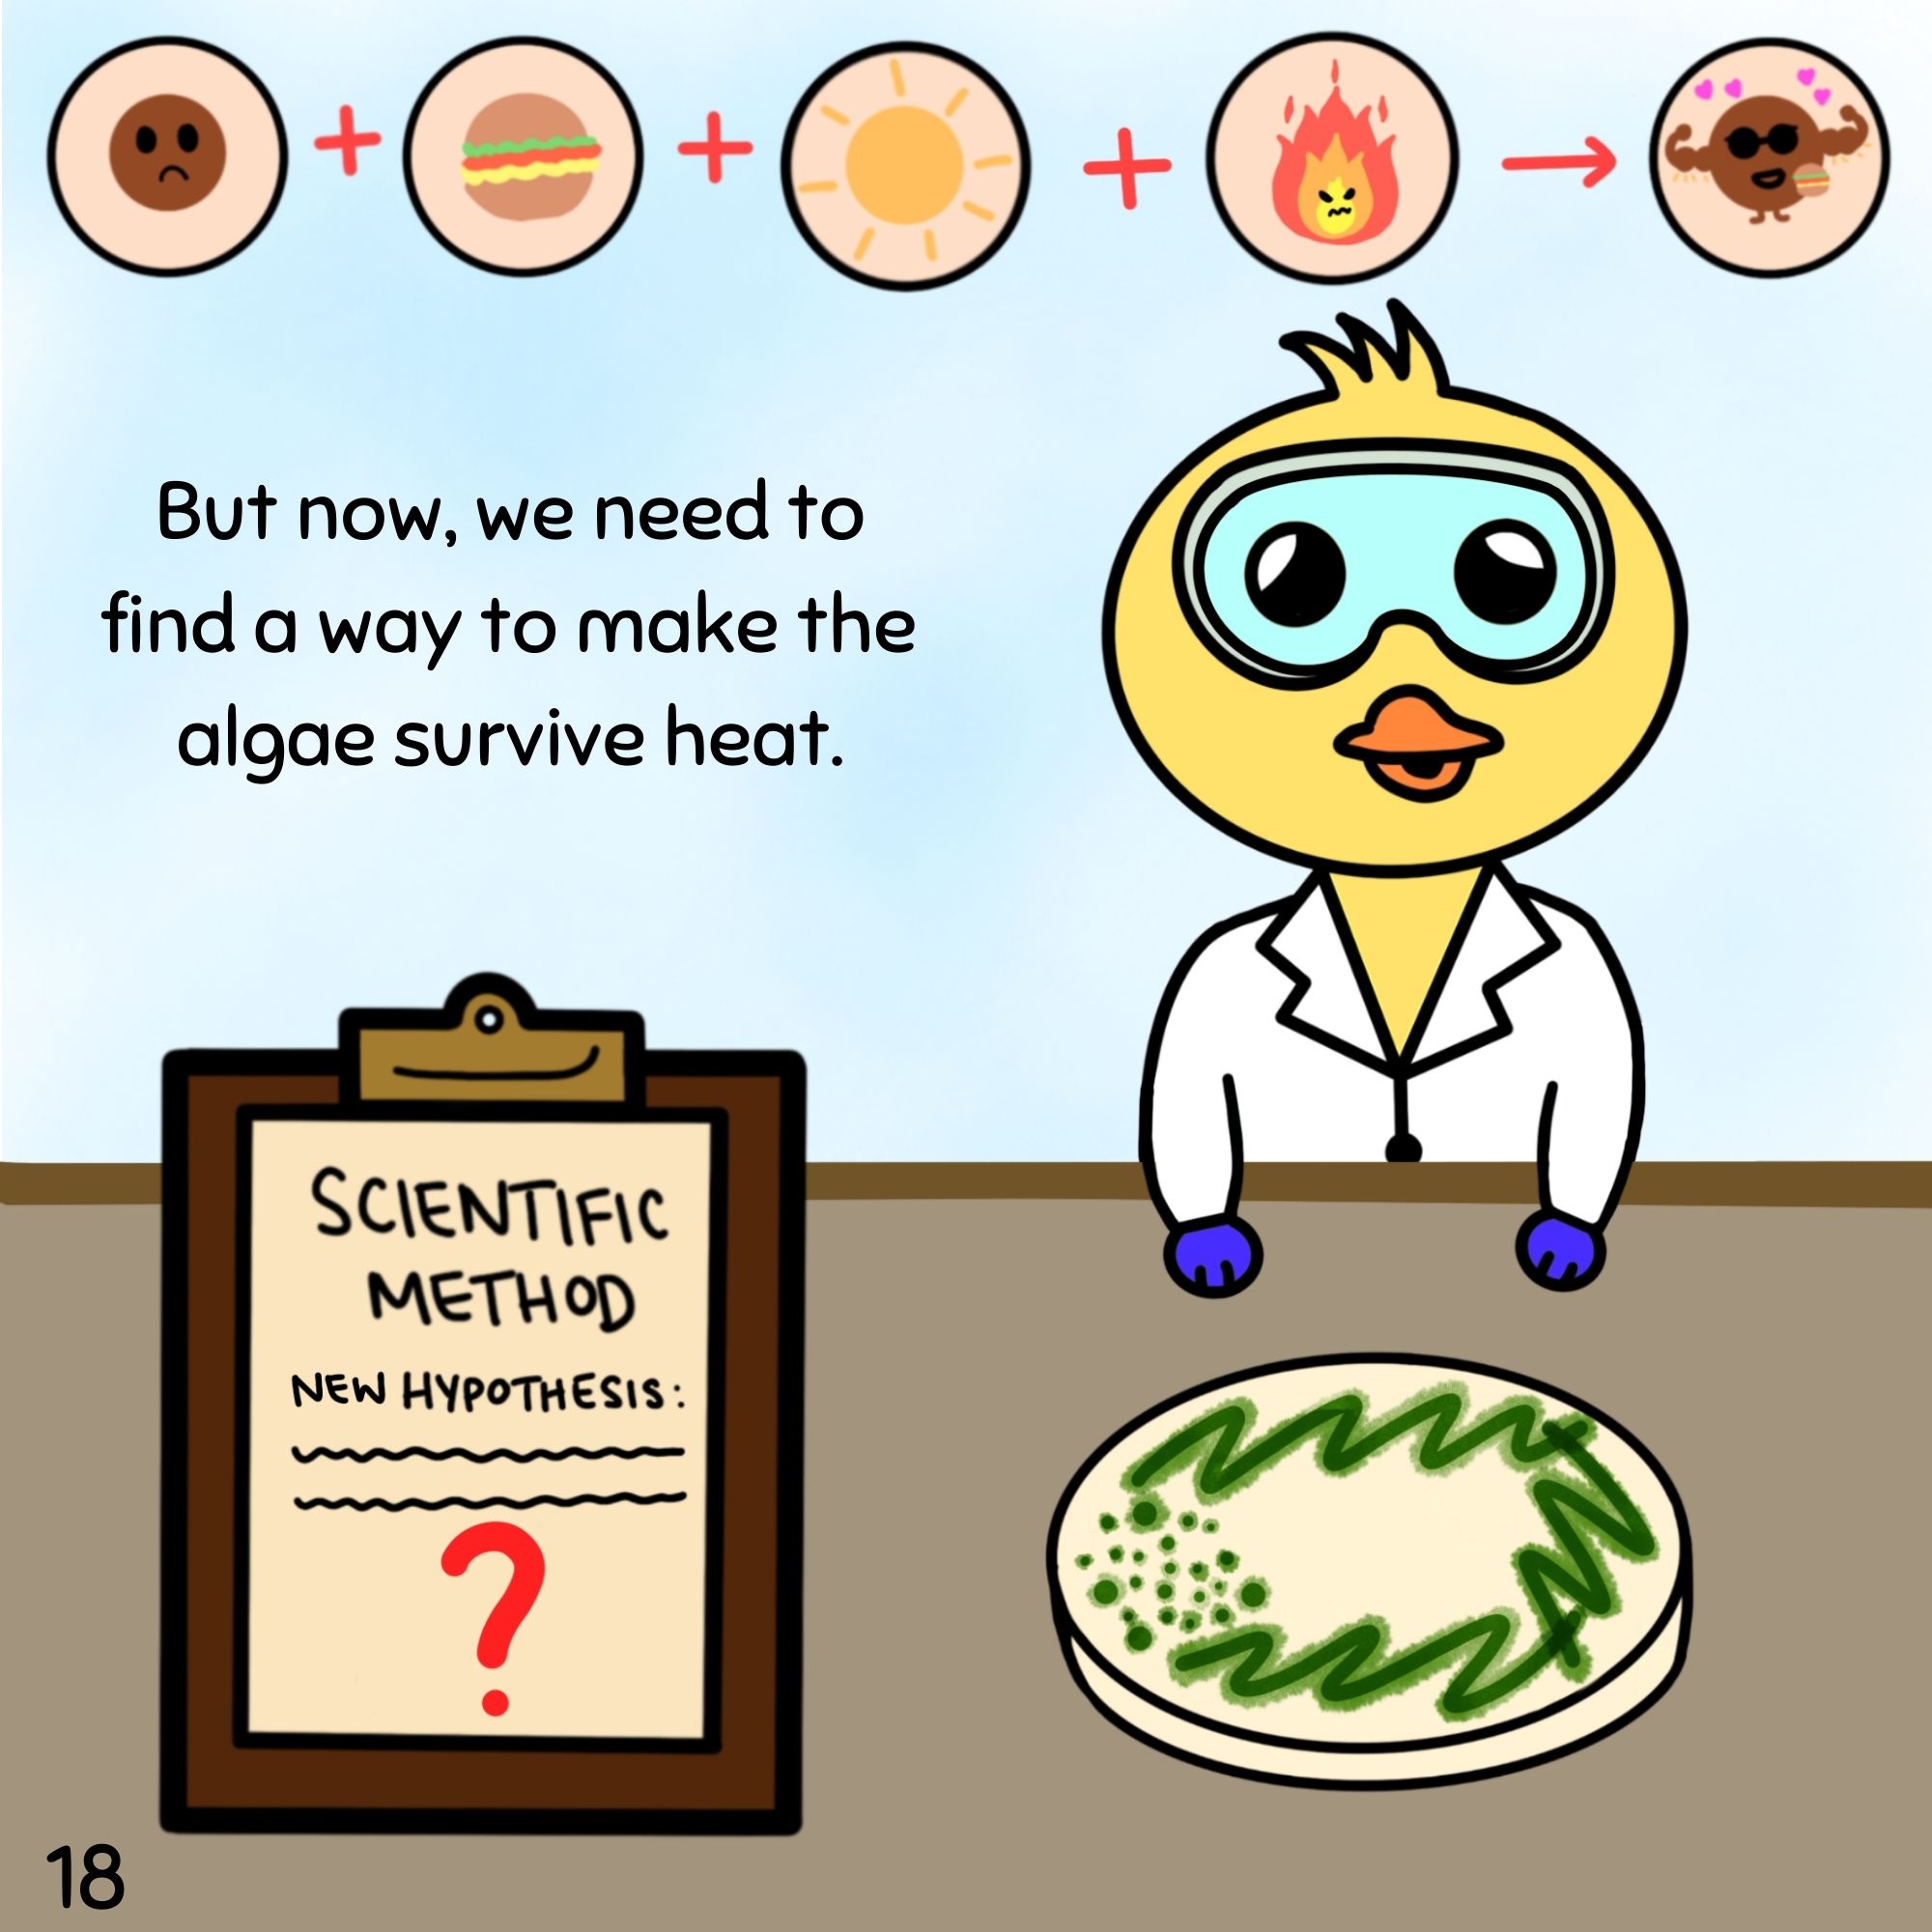 But now, we need to
find a way to make the
algae survive heat.
SCIENTIFIC
METHOD
NEW HYPOTHESIS:
?
18